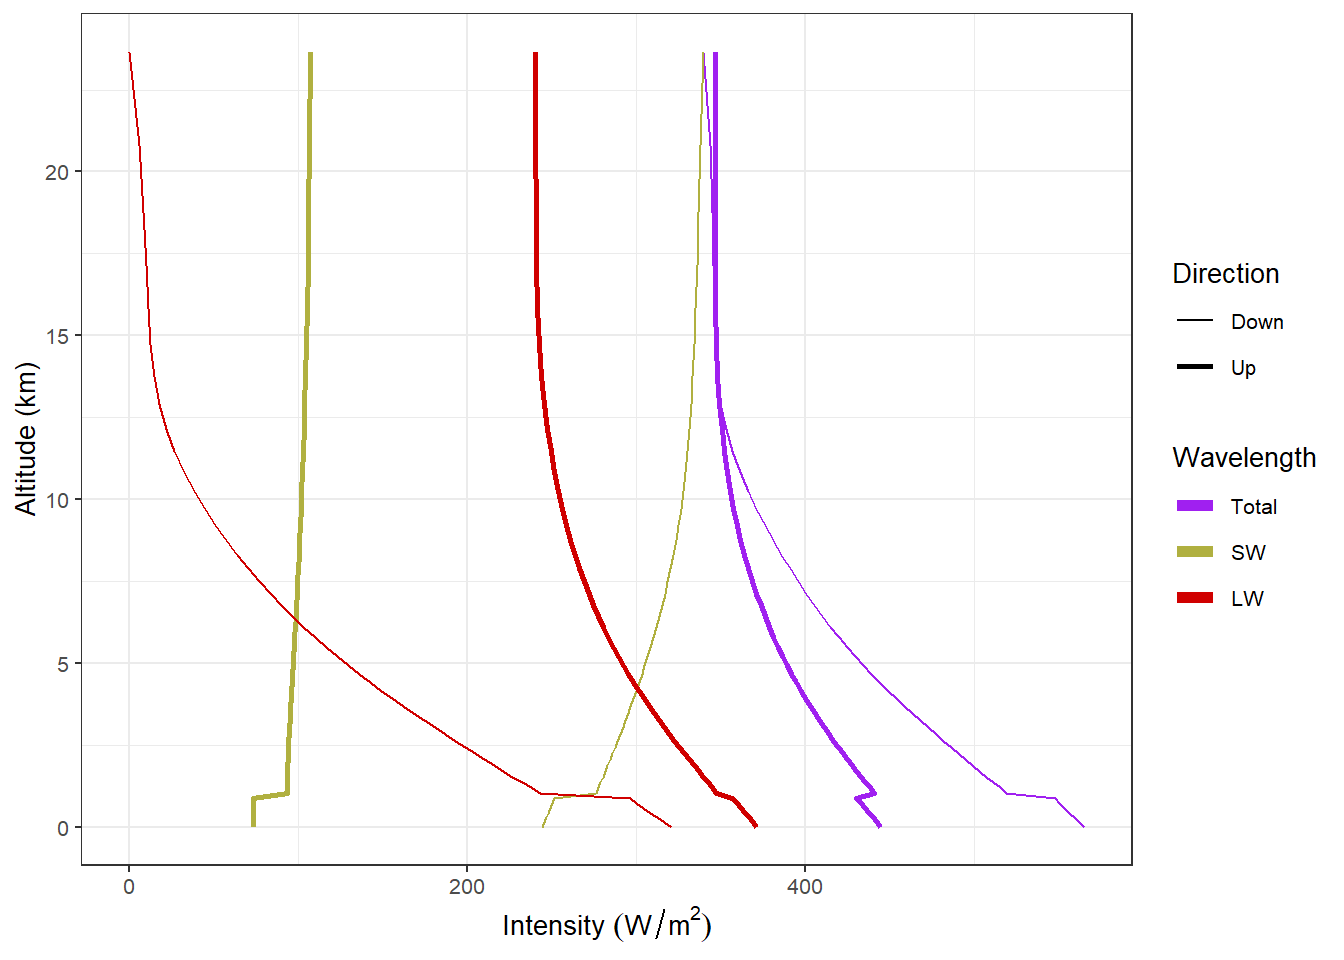 20
15
10
5
0
0
200
400
Altitude (km)
Intensity (W/m²)
Direction
Down
Up
Wavelength
Total
SW
LW